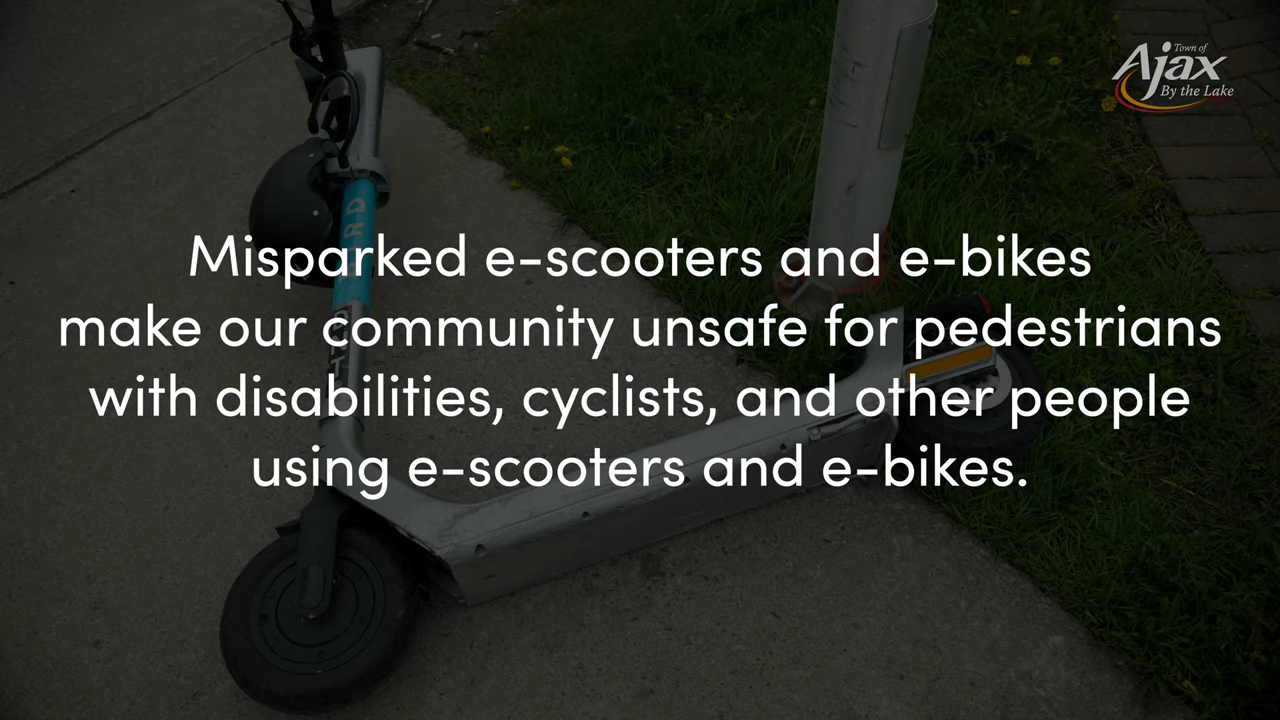 Town of
Ajax
By the Lake
BIRD
Misparked e-scooters and e-bikes
make our community unsafe for pedestrians
with disabilities, cyclists, and other people
using e-scooters and e-bikes.